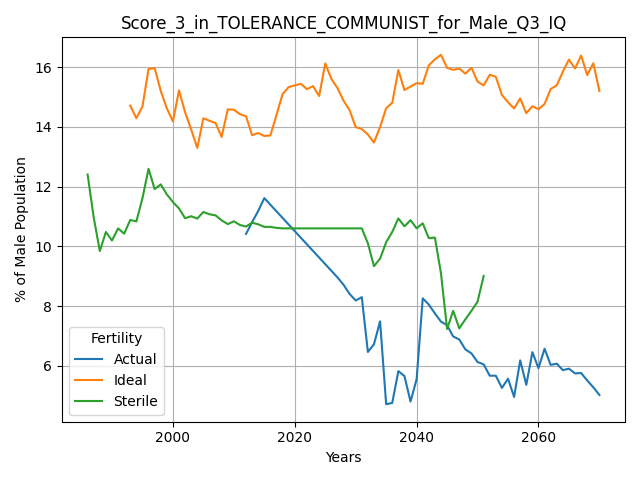 Score_3_in_TOLERANCE_COMMUNIST_for_Male_Q3_IQ
% of Male Population
16
14
12
10
8
6
Fertility
Actual
Ideal
Sterile
2000 2020 2040 2060
Years